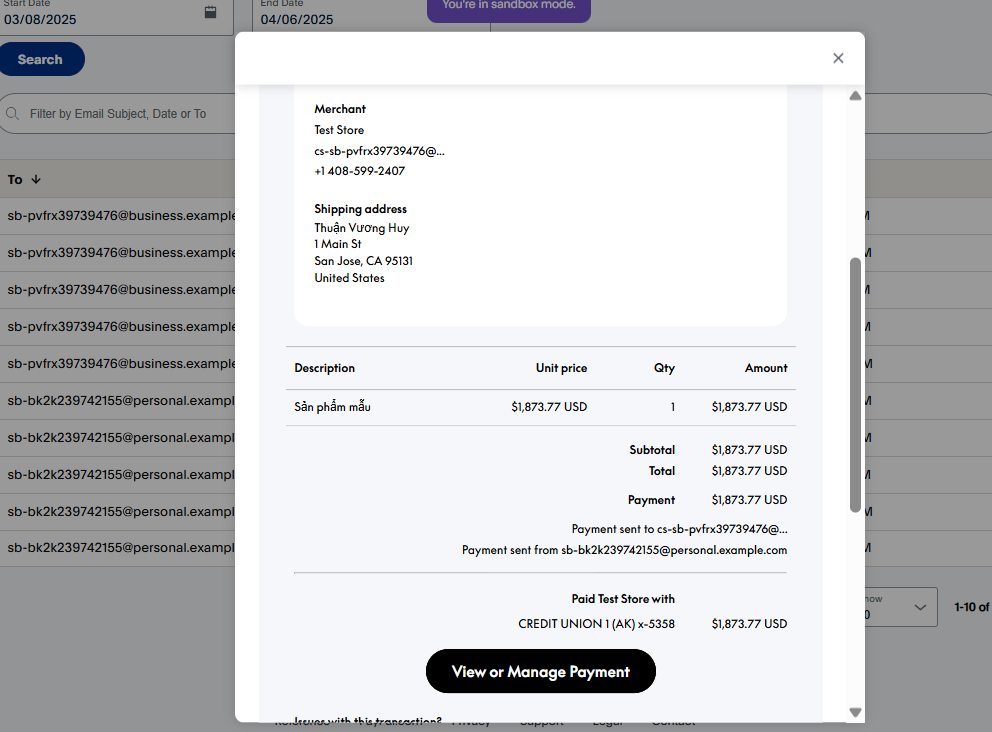 Start Date
03/08/2025
End Date
04/06/2025
You're in sandbox mode.
Search
Filter by Email Subject, Date or To
To
sb-pvfrx39739476@business.example
sb-pvfrx39739476@business.example
sb-pvfrx39739476@business.example
sb-pvfrx39739476@business.example
sb-pvfrx39739476@business.example
sb-bk2k239742155@personal.exampl
sb-bk2k239742155@personal.exampl
sb-bk2k239742155@personal.exampl
sb-bk2k239742155@personal.exampl
sb-bk2k239742155@personal.exampl
Merchant
Test Store
cs-sb-pvfrx39739476@...
+1 408-599-2407
Shipping address
Thuận Vương Huy
1 Main St
San Jose, CA 95131
United States
Description Unit price Qty Amount
Sản phẩm mẫu $1,873.77 USD 1 $1,873.77 USD
Subtotal $1,873.77 USD
Total $1,873.77 USD
Payment $1,873.77 USD
Payment sent to cs-sb-pvfrx39739476@...
Payment sent from sb-bk2k239742155@personal.example.com
Paid Test Store with
CREDIT UNION 1 (AK) x-5358 $1,873.77 USD
View or Manage Payment
Issues with this transaction?
1-10 of